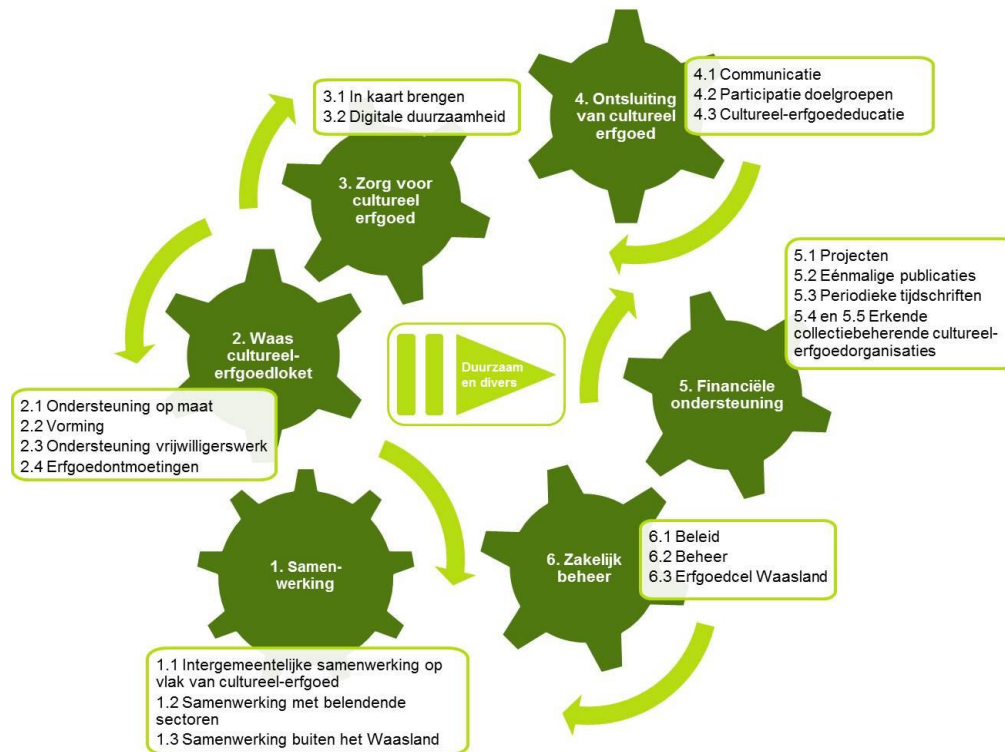 1. Samen-
werking
1.1 Intergemeentelijke samenwerking op
vlak van cultureel-erfgoed
1.2 Samenwerking met belendende
sectoren
1.3 Samenwerking buiten het Waasland
2. Waas
cultureel-
erfgoedloket
2.1 Ondersteuning op maat
2.2 Vorming
2.3 Ondersteuning vrijwilligerswerk
2.4 Erfgoedontmoetingen
3. Zorg voor
cultureel
erfgoed
3.1 In kaart brengen
3.2 Digitale duurzaamheid
4. Ontsluiting
van cultureel
erfgoed
4.1 Communicatie
4.2 Participatie doelgroepen
4.3 Cultureel-erfgoededucatie
5. Financiële
ondersteuning
5.1 Projecten
5.2 Eénmalige publicaties
5.3 Periodieke tijdschriften
5.4 en 5.5 Erkende
collectiebeherende cultureel-
erfgoedorganisaties
6. Zakelijk
beheer
6.1 Beleid
6.2 Beheer
6.3 Erfgoedcel Waasland
Duurzaam
en divers